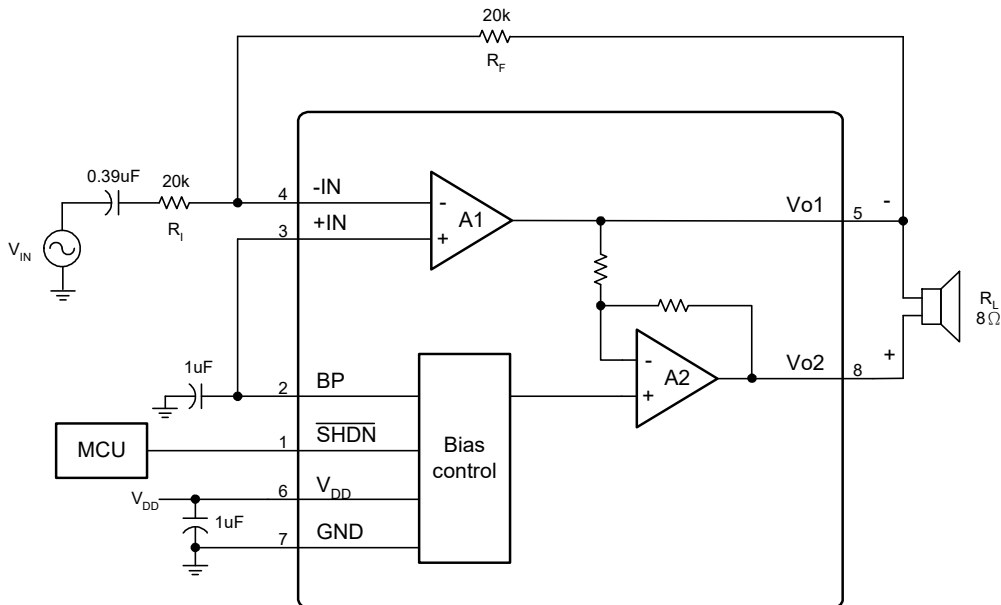 20k
R_F
0.39uF
20k
R_I
V_IN
4
-IN
3
+IN
-
+
A1
Vo1
5
-
R_L
8Ω
+
1uF
2
BP
MCU
1
SHDN
V_DD
6
V_DD
1uF
7
GND
Bias
control
-
+
A2
Vo2
8